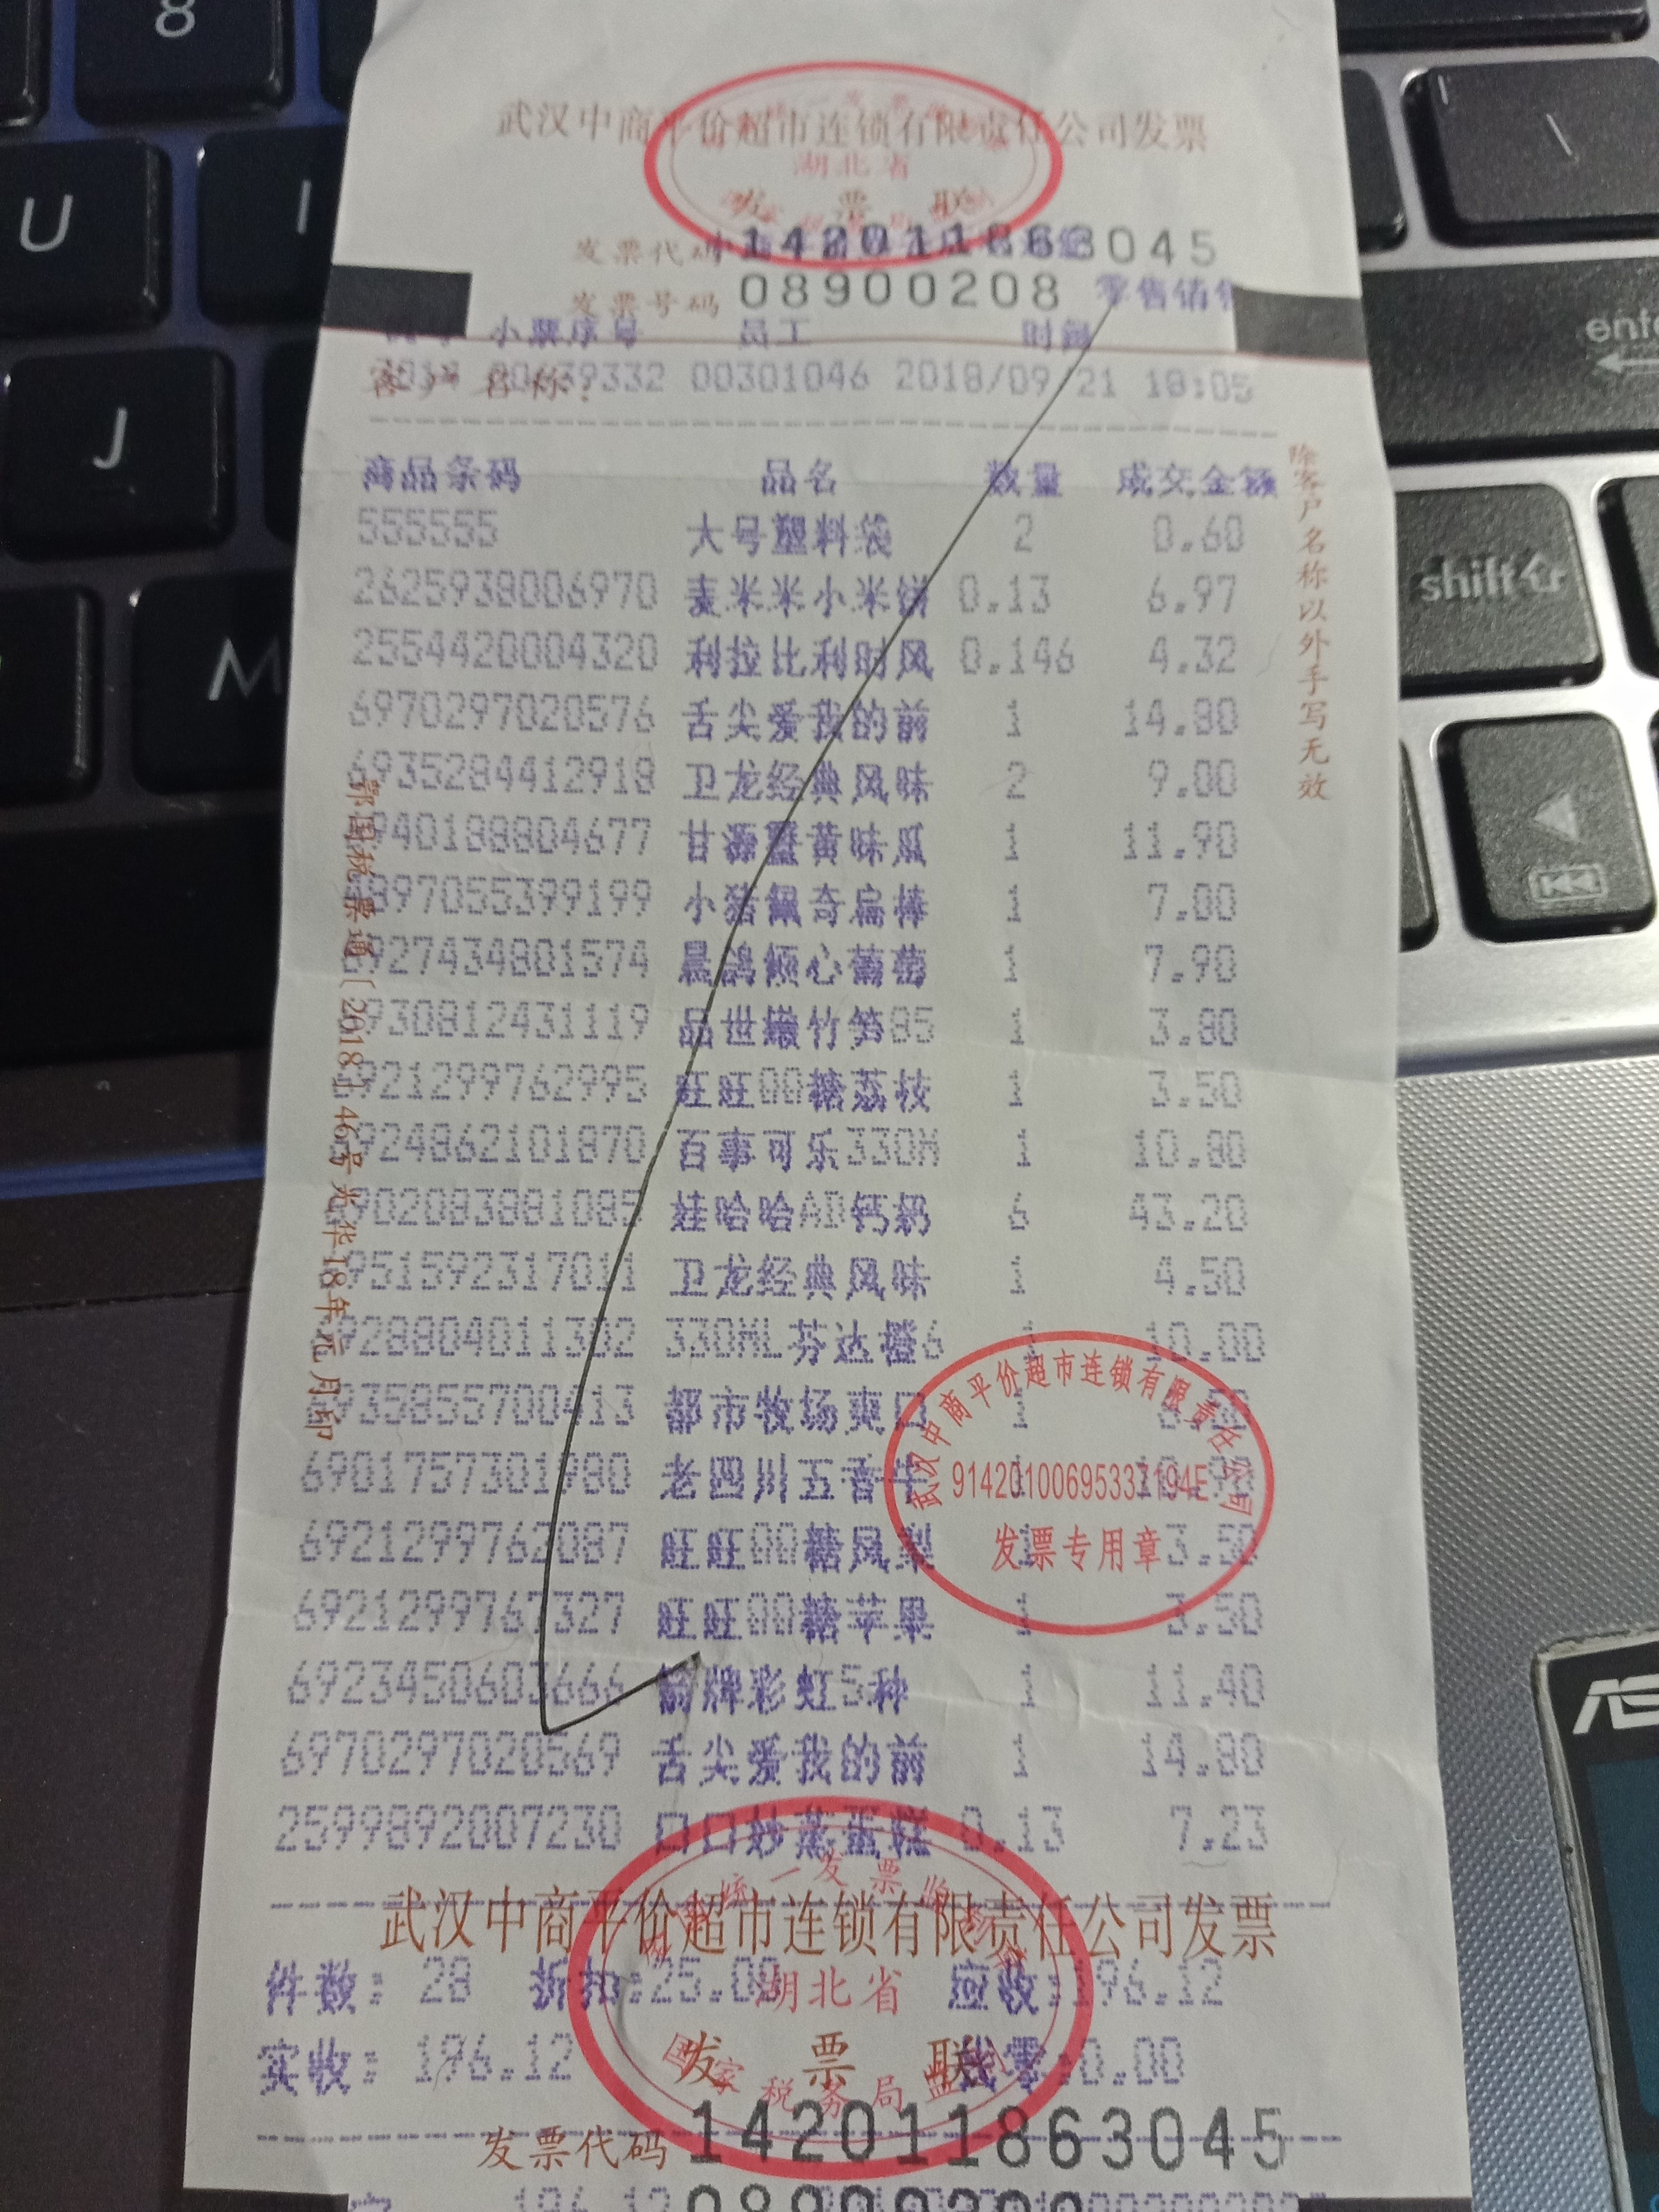 武汉中商平价超市连锁有限责任公司发票
湖北省
发票联
发票代码 142011863045
发票号码 08900208 零售销售
小票序号 员工 时间
客户名称:
00301046 2018/09/21 18:05
商品条码 品名 数量 成交金额
555555 大号塑料袋 2 0.60
2625938006970 麦米米小米饼 0.13 6.97
2554420004320 利拉比利时风 0.146 4.32
6970297020576 舌尖爱我的前 1 14.80
6935284412918 卫龙经典风味 2 9.00
6940188804677 甘源蟹黄味瓜 1 11.90
6897055399199 小猪佩奇扁棒 1 7.00
6927434801574 晨鸽倾心葡萄 1 7.90
6930812431119 品世嫩竹笋85 1 3.80
6921299762995 旺旺QQ糖荔枝 1 3.50
6924862101870 百事可乐330M 1 10.80
6902083881085 娃哈哈AD钙奶 6 43.20
6951592317011 卫龙经典风味 1 4.50
6928804011302 330ML芬达橙6 1 10.00
6935855700413 都市牧场爽口 1
6901757301980 老四川五香牛 1
6921299762087 旺旺QQ糖凤梨 1 3.50
6921299767327 旺旺QQ糖苹果 1 3.50
6923450603666 箭牌彩虹5种 1 11.40
6970297020569 舌尖爱我的前 1 14.80
2599892007230 口口妙蒸蛋糕 0.13 7.23
除客户名称以外手写无效
鄂国税票通〔2018〕46号光华18年元月印
武汉中商平价超市连锁有限责任公司
发票专用章
武汉中商平价超市连锁有限责任公司发票
统一发票监
湖北省
国家税务局监
件数: 28 折扣:25.08 应收:196.12
发票联
实收: 196.12 找零:0.00
发票代码 142011863045
196.12
8
U
I
J
M
enter
shift